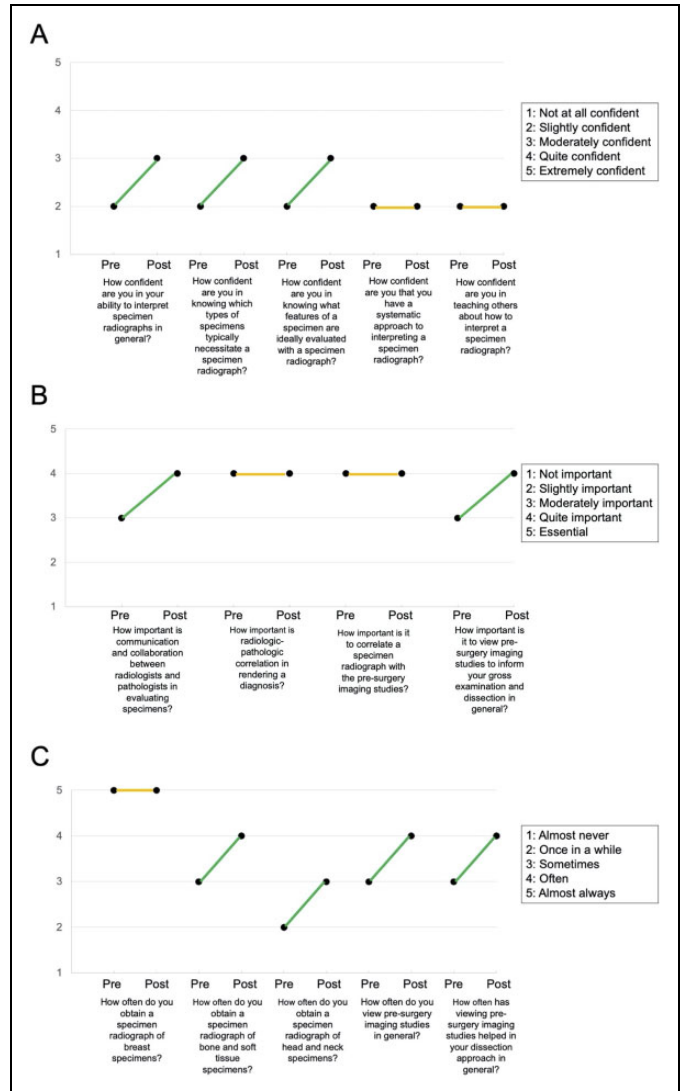 A
5
4
3
2
1
1: Not at all confident
2: Slightly confident
3: Moderately confident
4: Quite confident
5: Extremely confident
Pre Post Pre Post Pre Post Pre Post Pre Post
How confident
are you in your
ability to interpret
specimen
radiographs in
general?
How confident
are you in
knowing which
types of
specimens
typically
necessitate a
specimen
radiograph?
How confident
are you in
knowing what
features of a
specimen are
ideally evaluated
with a specimen
radiograph?
How confident
are you that you
have a
systematic
approach to
interpreting a
specimen
radiograph?
How confident
are you in
teaching others
about how to
interpret a
specimen
radiograph?
B
5
4
3
2
1
1: Not important
2: Slightly important
3: Moderately important
4: Quite important
5: Essential
Pre Post Pre Post Pre Post Pre Post
How important is
communication
and collaboration
between
radiologists and
pathologists in
evaluating
specimens?
How important is
radiologic-
pathologic
correlation in
rendering a
diagnosis?
How important is it
to correlate a
specimen
radiograph with
the pre-surgery
imaging studies?
How important is
it to view pre-
surgery imaging
studies to inform
your gross
examination and
dissection in
general?
C
5
4
3
2
1
1: Almost never
2: Once in a while
3: Sometimes
4: Often
5: Almost always
Pre Post Pre Post Pre Post Pre Post Pre Post
How often do you
obtain a
specimen
radiograph of
breast
specimens?
How often do you
obtain a
specimen
radiograph of
bone and soft
tissue specimens?
How often do you
obtain a
specimen
radiograph of
head and neck
specimens?
How often do you
view pre-surgery
imaging studies
in general?
How often has
viewing pre-
surgery imaging
studies helped in
your dissection
approach in
general?